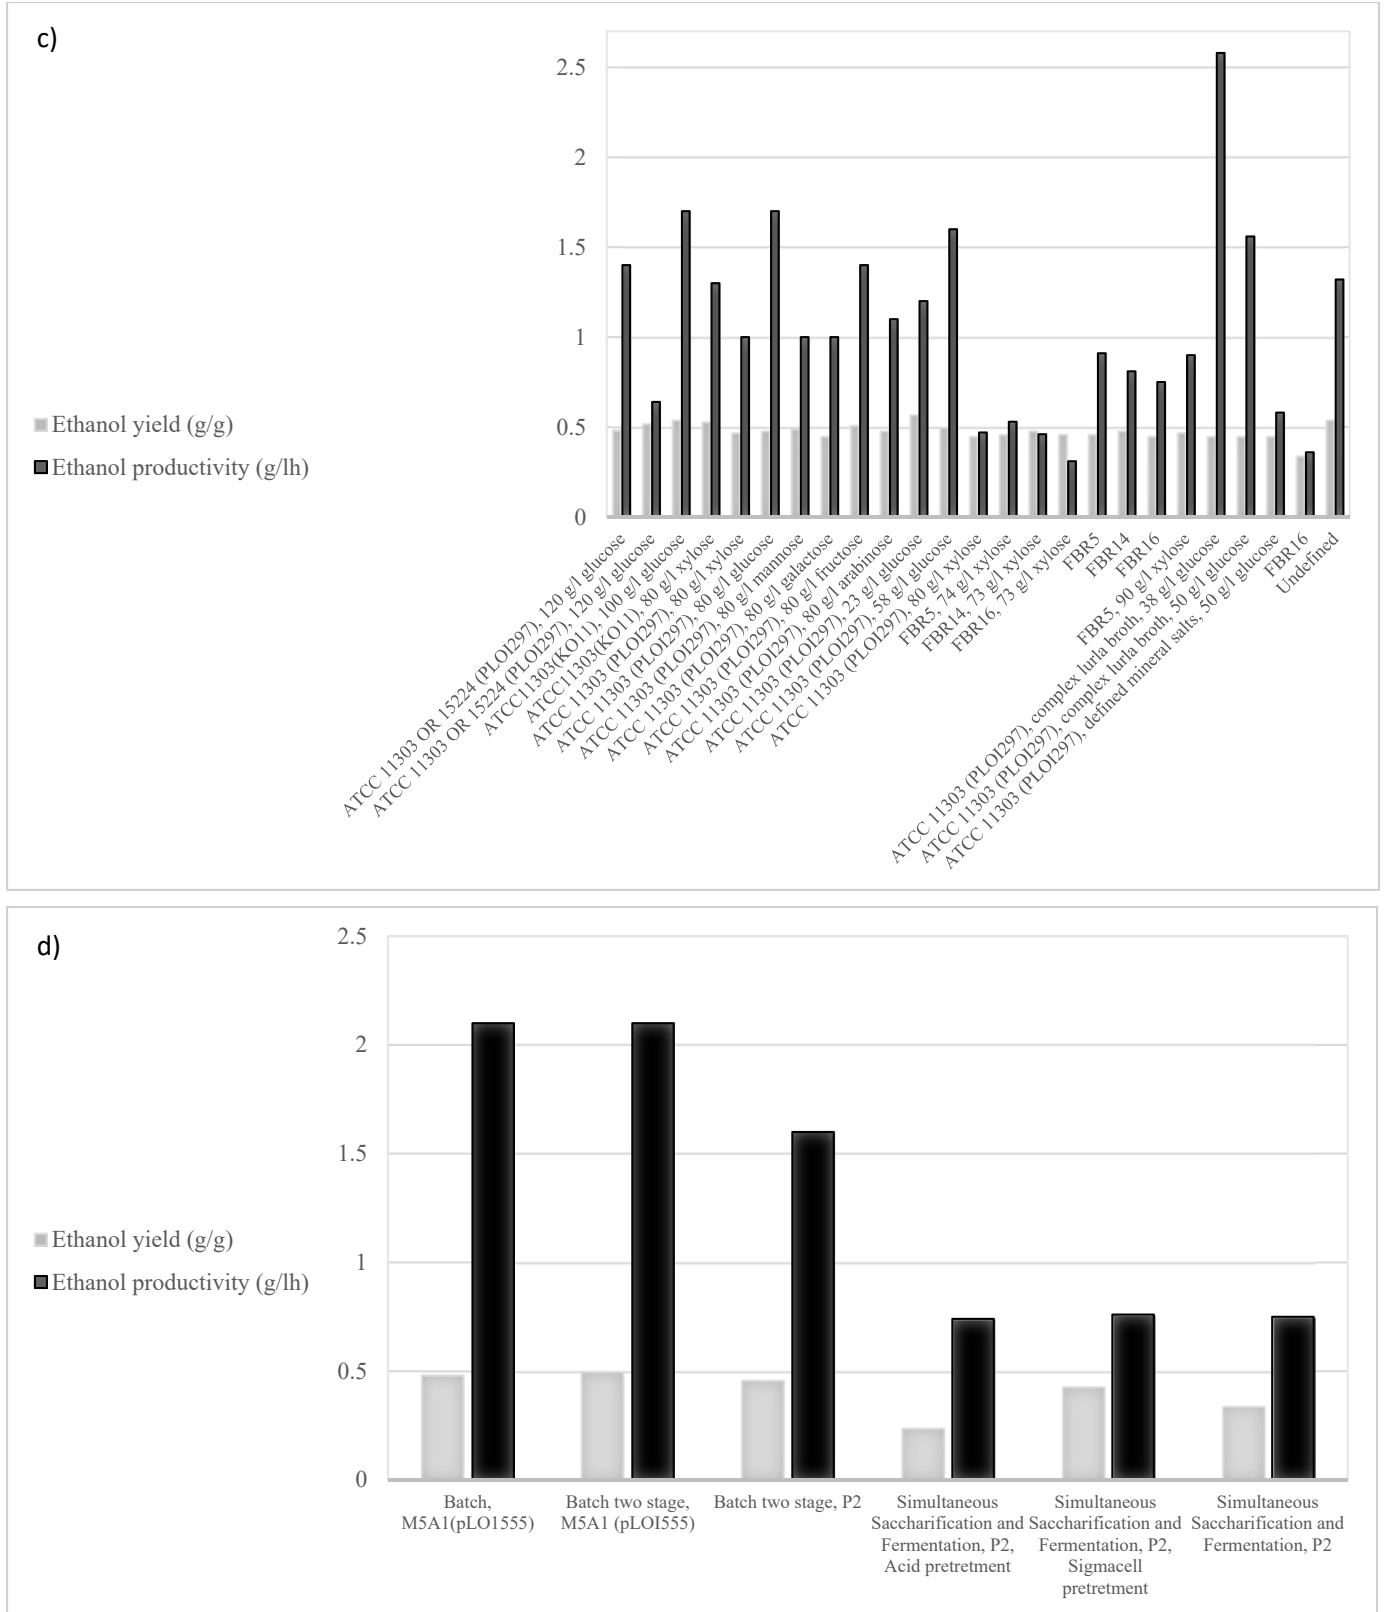 c)
2.5
2
1.5
1
0.5
0
Ethanol yield (g/g)
Ethanol productivity (g/lh)
ATCC 11303 OR 15224 (PLOI297), 120 g/l glucose
ATCC 11303 OR 15224 (PLOI297), 120 g/l glucose
ATCC11303(KO11), 100 g/l glucose
ATCC11303(KO11), 80 g/l xylose
ATCC 11303 (PLOI297), 80 g/l xylose
ATCC 11303 (PLOI297), 80 g/l glucose
ATCC 11303 (PLOI297), 80 g/l mannose
ATCC 11303 (PLOI297), 80 g/l galactose
ATCC 11303 (PLOI297), 80 g/l fructose
ATCC 11303 (PLOI297), 80 g/l arabinose
ATCC 11303 (PLOI297), 23 g/l glucose
ATCC 11303 (PLOI297), 58 g/l glucose
ATCC 11303 (PLOI297), 80 g/l xylose
FBR5, 74 g/l xylose
FBR14, 73 g/l xylose
FBR16, 73 g/l xylose
FBR5
FBR14
FBR16
FBR5, 90 g/l xylose
ATCC 11303 (PLOI297), complex lurla broth, 38 g/l glucose
ATCC 11303 (PLOI297), complex lurla broth, 50 g/l glucose
ATCC 11303 (PLOI297), defined mineral salts, 50 g/l glucose
FBR16
Undefined
d)
2.5
2
1.5
1
0.5
0
Ethanol yield (g/g)
Ethanol productivity (g/lh)
Batch,
M5A1(pLO1555)
Batch two stage,
M5A1 (pLOI555)
Batch two stage, P2
Simultaneous
Saccharification and
Fermentation, P2,
Acid pretretment
Simultaneous
Saccharification and
Fermentation, P2,
Sigmacell
pretretment
Simultaneous
Saccharification and
Fermentation, P2